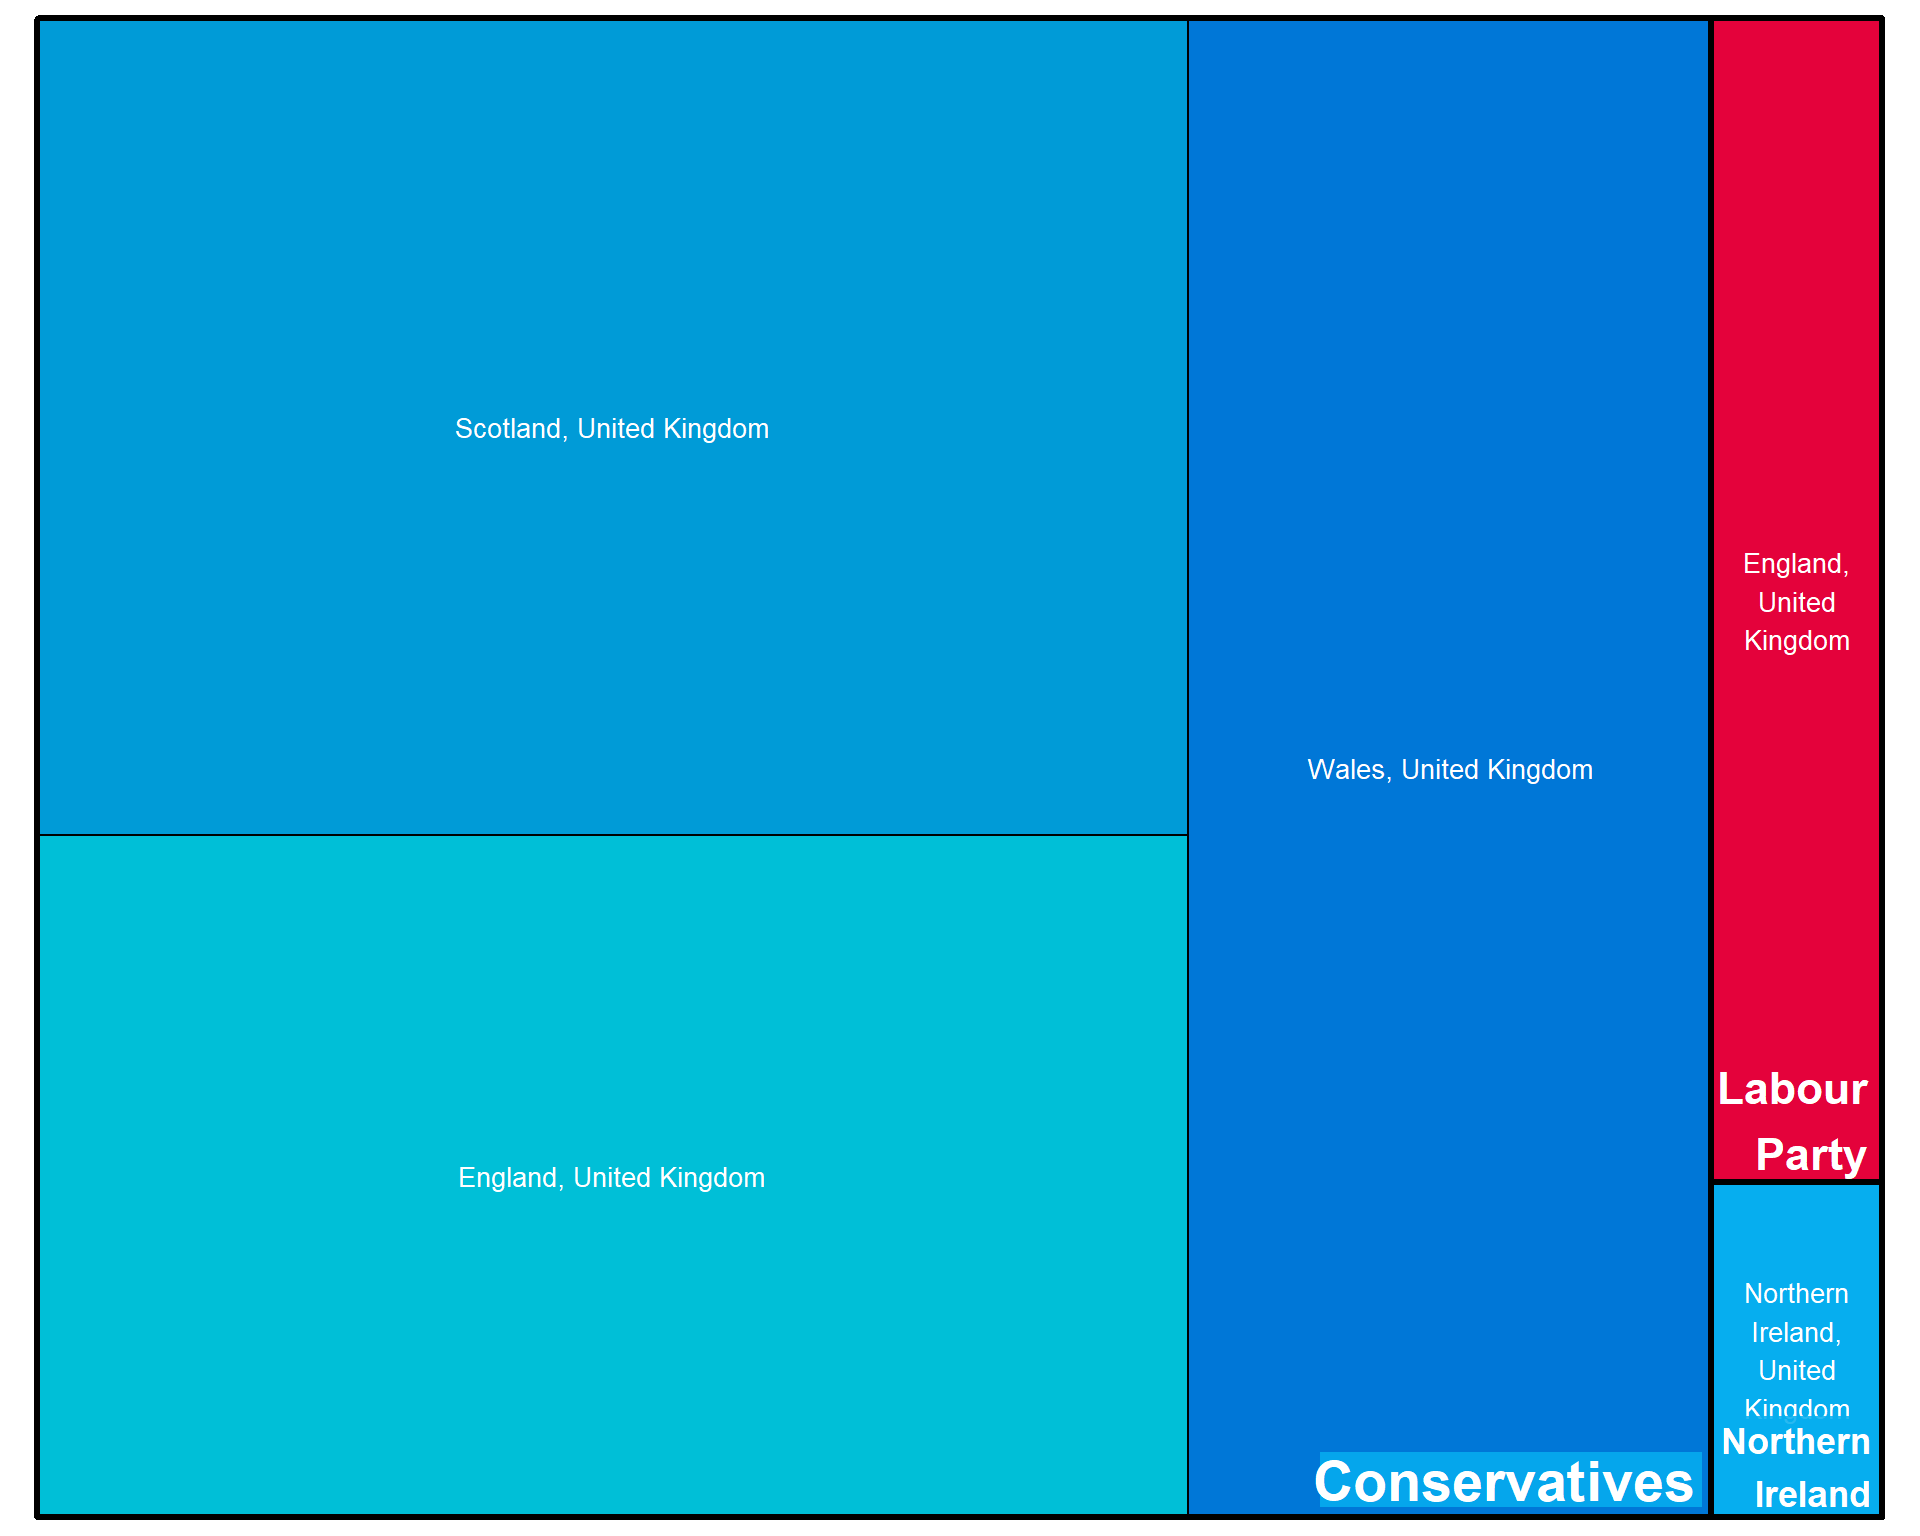 Scotland, United Kingdom
England, United Kingdom
Wales, United Kingdom
Conservatives
England,
United
Kingdom
Labour
Party
Northern
Ireland,
United
Kingdom
Northern
Ireland